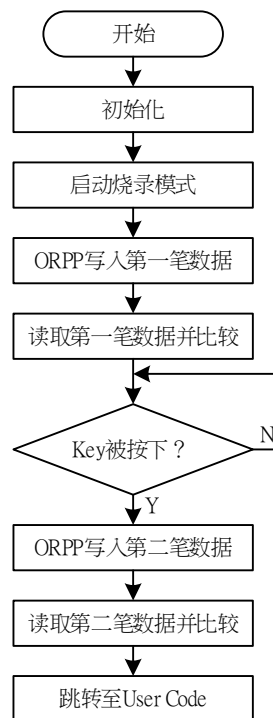 开始
初始化
启动烧录模式
ORPP写入第一笔数据
读取第一笔数据并比较
Key被按下？
N
Y
ORPP写入第二笔数据
读取第二笔数据并比较
跳转至User Code